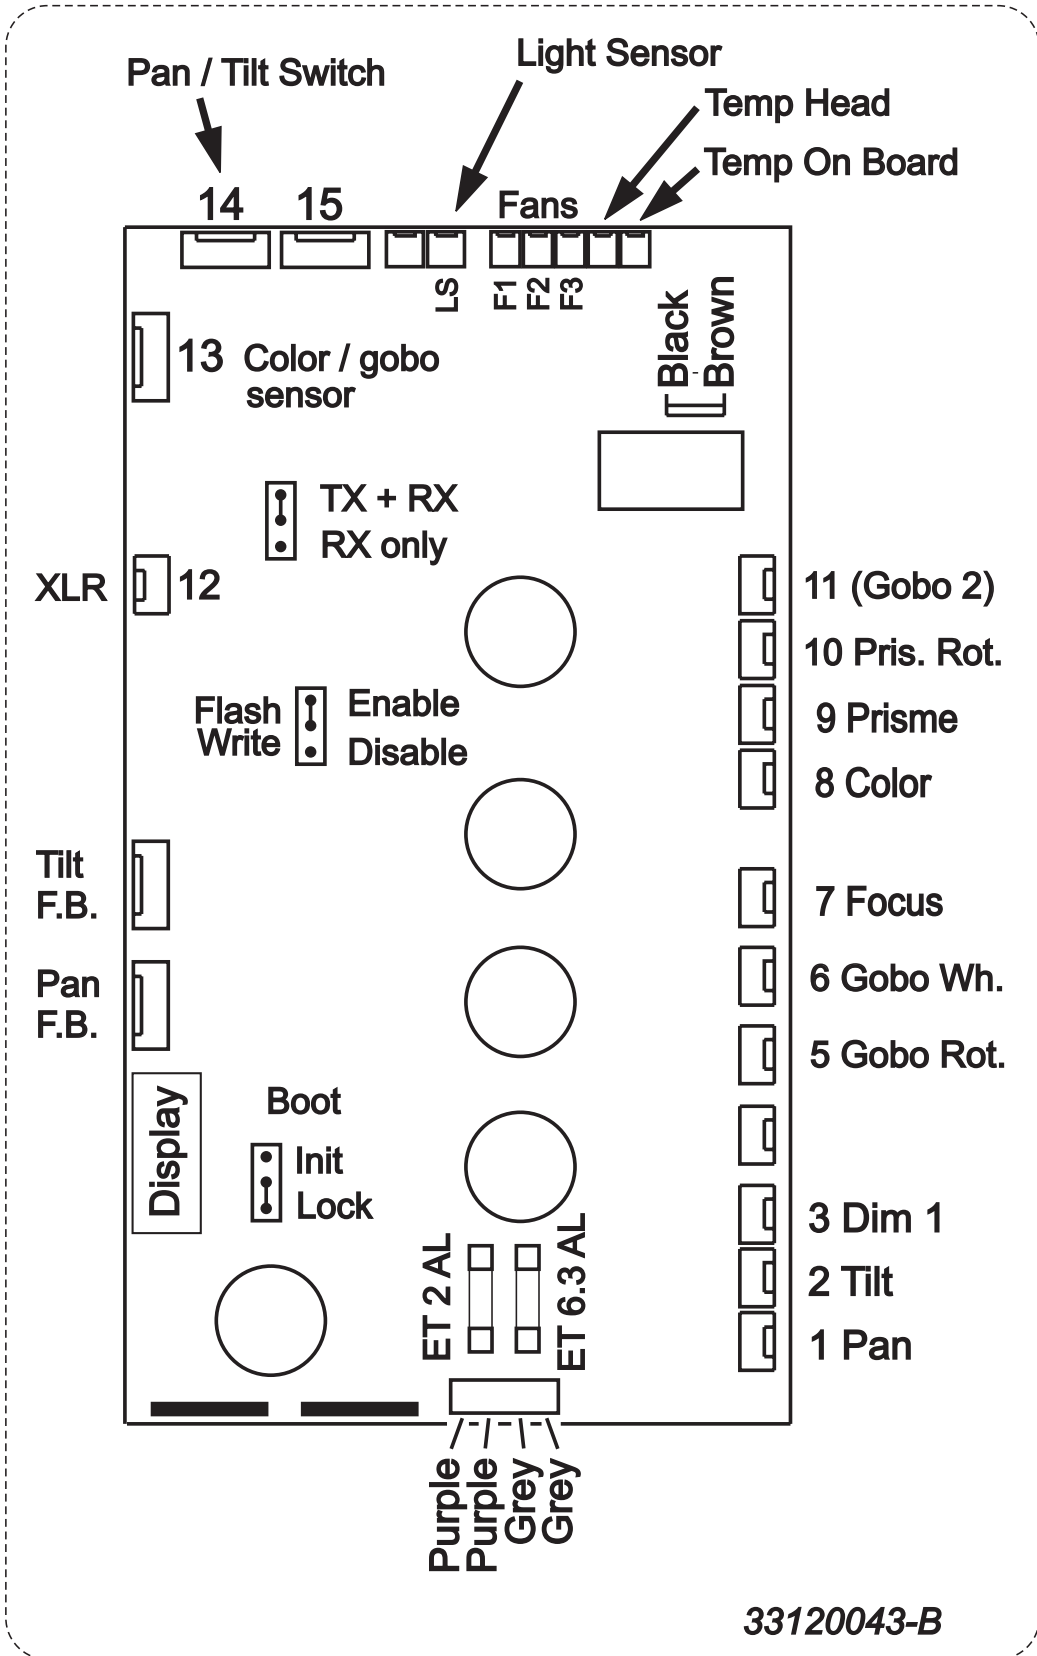 Light Sensor
Pan / Tilt Switch
Temp Head
Temp On Board
14
15
Fans
LS
F1
F2
F3
Black
Brown
13 Color / gobo
sensor
TX + RX
RX only
XLR
12
11 (Gobo 2)
10 Pris. Rot.
9 Prisme
8 Color
Flash
Write
Enable
Disable
Tilt
F.B.
7 Focus
Pan
F.B.
6 Gobo Wh.
5 Gobo Rot.
Display
Boot
Init
Lock
3 Dim 1
2 Tilt
1 Pan
ET 2 AL
ET 6.3 AL
Purple
Purple
Grey
Grey
33120043-B